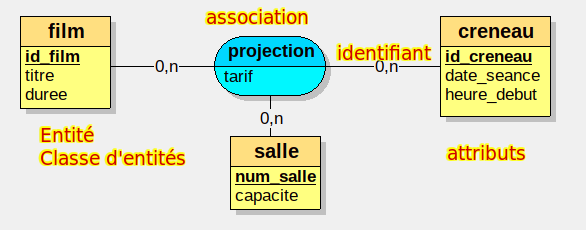 association
film
id_film
titre
duree
0,n
projection
tarif
identifiant
0,n
creneau
id_creneau
date_seance
heure_debut
0,n
Entité
Classe d'entités
salle
num_salle
capacite
attributs